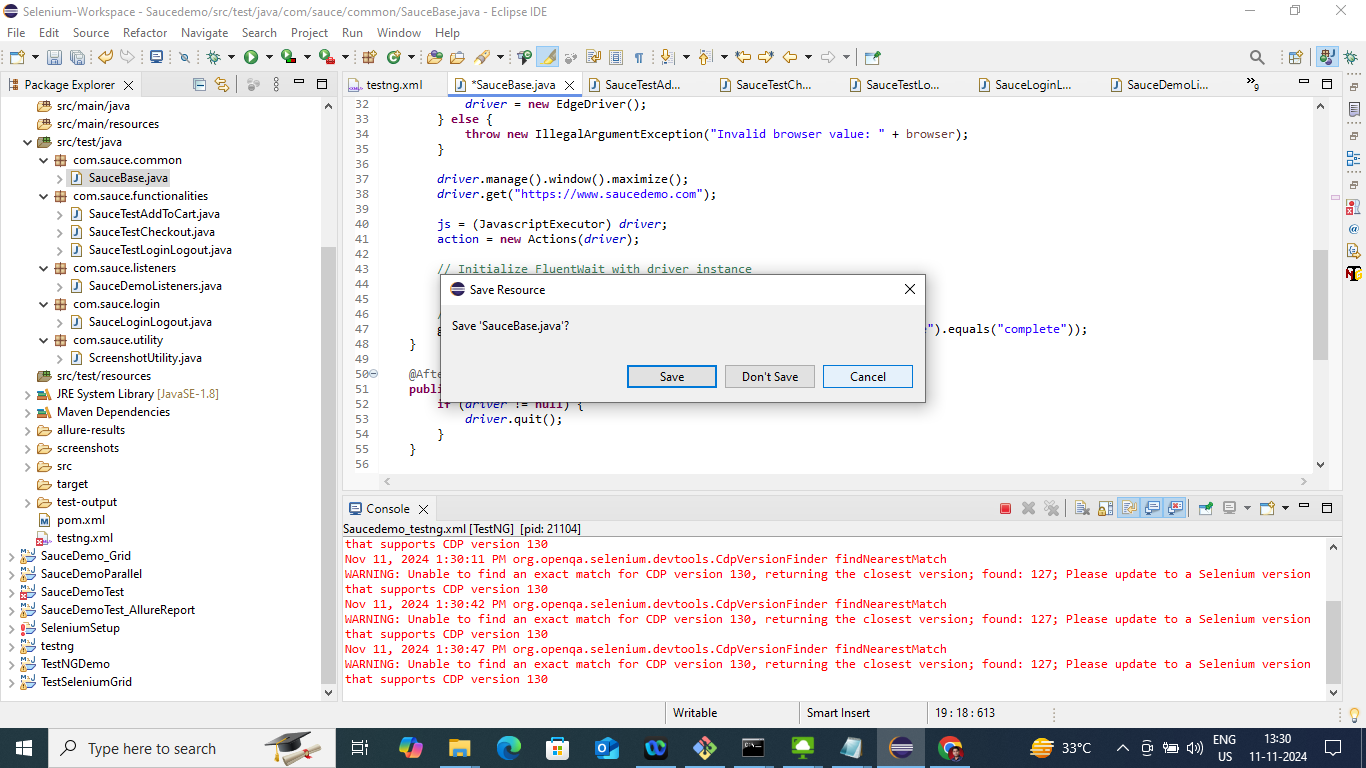 Selenium-Workspace - Saucedemo/src/test/java/com/sauce/common/SauceBase.java - Eclipse IDE
File Edit Source Refactor Navigate Search Project Run Window Help
Package Explorer
src/main/java
src/main/resources
src/test/java
com.sauce.common
SauceBase.java
com.sauce.functionalities
SauceTestAddToCart.java
SauceTestCheckout.java
SauceTestLoginLogout.java
com.sauce.listeners
SauceDemoListeners.java
com.sauce.login
SauceLoginLogout.java
com.sauce.utility
ScreenshotUtility.java
src/test/resources
JRE System Library [JavaSE-1.8]
Maven Dependencies
allure-results
screenshots
src
target
test-output
pom.xml
testng.xml
SauceDemo_Grid
SauceDemoParallel
SauceDemoTest
SauceDemoTest_AllureReport
SeleniumSetup
testng
TestNGDemo
TestSeleniumGrid
testng.xml *SauceBase.java SauceTestAd... SauceTestCh... SauceTestLo... SauceLoginL... SauceDemoLi... 9
32 driver = new EdgeDriver();
33 } else {
34 throw new IllegalArgumentException("Invalid browser value: " + browser);
35 }
36
37 driver.manage().window().maximize();
38 driver.get("https://www.saucedemo.com");
39
40 js = (JavascriptExecutor) driver;
41 action = new Actions(driver);
42
43 // Initialize FluentWait with driver instance
44
45
46 /
47 g e").equals("complete"));
48 }
49
50 @Afte
51 publi
52 if (driver != null) {
53 driver.quit();
54 }
55 }
56
Save Resource
Save 'SauceBase.java'?
Save Don't Save Cancel
Console
Saucedemo_testng.xml [TestNG] [pid: 21104]
that supports CDP version 130
Nov 11, 2024 1:30:11 PM org.openqa.selenium.devtools.CdpVersionFinder findNearestMatch
WARNING: Unable to find an exact match for CDP version 130, returning the closest version; found: 127; Please update to a Selenium version
that supports CDP version 130
Nov 11, 2024 1:30:42 PM org.openqa.selenium.devtools.CdpVersionFinder findNearestMatch
WARNING: Unable to find an exact match for CDP version 130, returning the closest version; found: 127; Please update to a Selenium version
that supports CDP version 130
Nov 11, 2024 1:30:47 PM org.openqa.selenium.devtools.CdpVersionFinder findNearestMatch
WARNING: Unable to find an exact match for CDP version 130, returning the closest version; found: 127; Please update to a Selenium version
that supports CDP version 130
Writable Smart Insert 19 : 18 : 613
Type here to search
33°C
ENG
US
13:30
11-11-2024